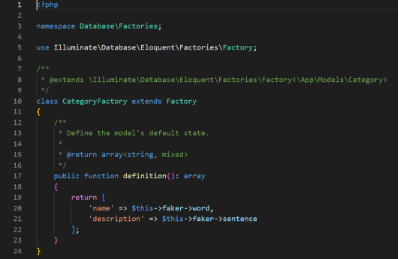 1 <?php
2
3 namespace Database\Factories;
4
5 use Illuminate\Database\Eloquent\Factories\Factory;
6
7 /**
8  * @extends \Illuminate\Database\Eloquent\Factories\Factory<\App\Models\Category>
9  */
10 class CategoryFactory extends Factory
11 {
12     /**
13      * Define the model's default state.
14      *
15      * @return array<string, mixed>
16      */
17     public function definition(): array
18     {
19         return [
20             'name' => $this->faker->word,
21             'description' => $this->faker->sentence
22         ];
23     }
24 }